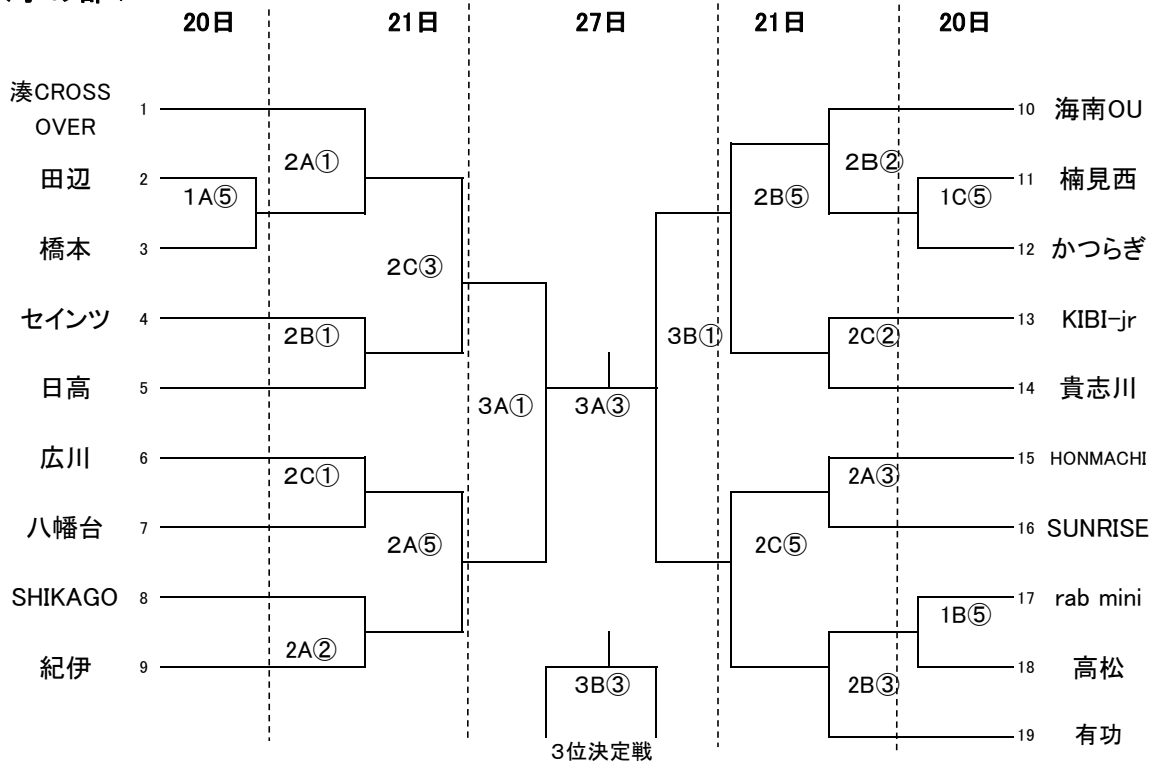 20日 21日 27日 21日 20日
湊CROSS
OVER
1
10 海南OU
2A①
2B②
田辺 2
11 楠見西
1A⑤
2B⑤
1C⑤
橋本 3
12 かつらぎ
2C③
セインツ 4
13 KIBI-jr
2B①
3B①
2C②
日高 5
14 貴志川
3A①
3A③
広川 6
15 HONMACHI
2C①
2A③
八幡台 7
16 SUNRISE
2A⑤
2C⑤
SHIKAGO 8
17 rab mini
1B⑤
2A②
紀伊 9
18 高松
3B③
2B③
19 有功
3位決定戦